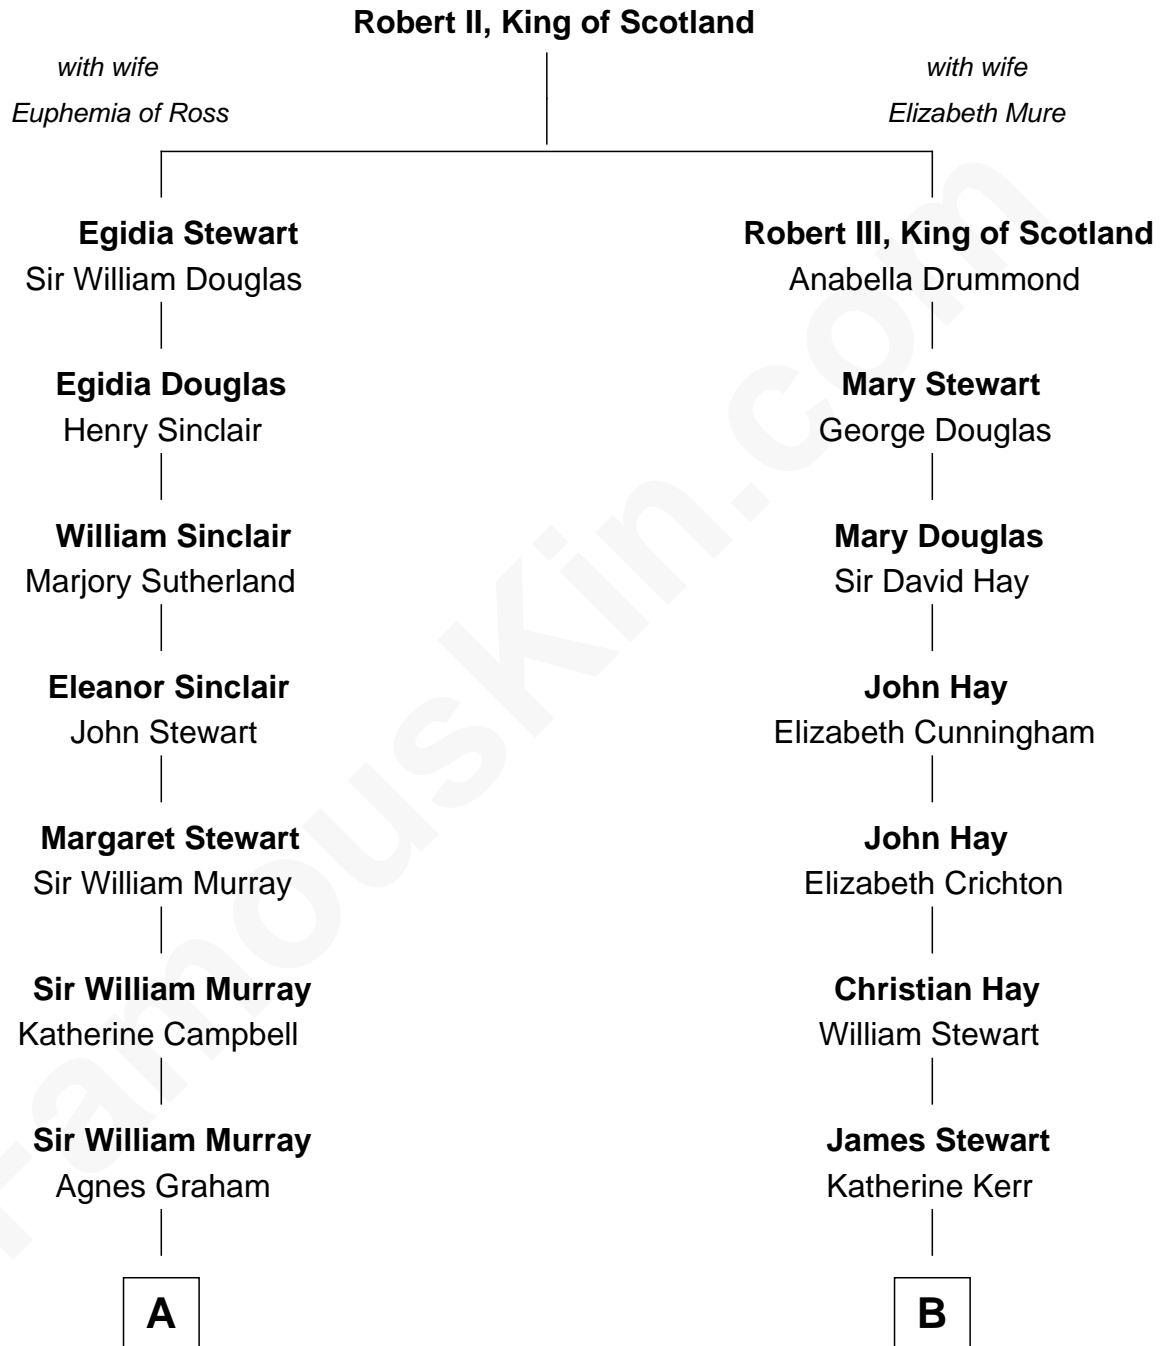 Robert II, King of Scotland
with wife
Euphemia of Ross
with wife
Elizabeth Mure
Egidia Stewart
Sir William Douglas
Robert III, King of Scotland
Anabella Drummond
Egidia Douglas
Henry Sinclair
Mary Stewart
George Douglas
William Sinclair
Marjory Sutherland
Mary Douglas
Sir David Hay
Eleanor Sinclair
John Stewart
John Hay
Elizabeth Cunningham
Margaret Stewart
Sir William Murray
John Hay
Elizabeth Crichton
Sir William Murray
Katherine Campbell
Christian Hay
William Stewart
Sir William Murray
Agnes Graham
James Stewart
Katherine Kerr
A
B
FamousKin.com